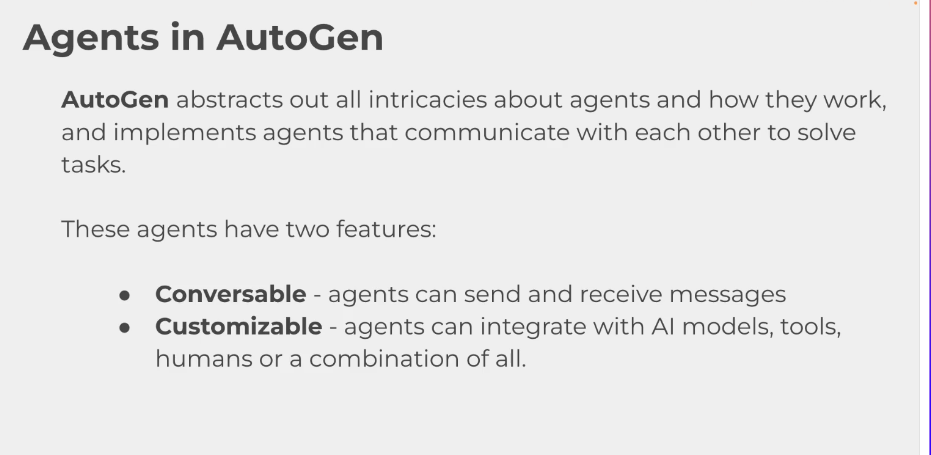 Agents in AutoGen
AutoGen abstracts out all intricacies about agents and how they work,
and implements agents that communicate with each other to solve
tasks.
These agents have two features:
● Conversable - agents can send and receive messages
● Customizable - agents can integrate with AI models, tools,
humans or a combination of all.